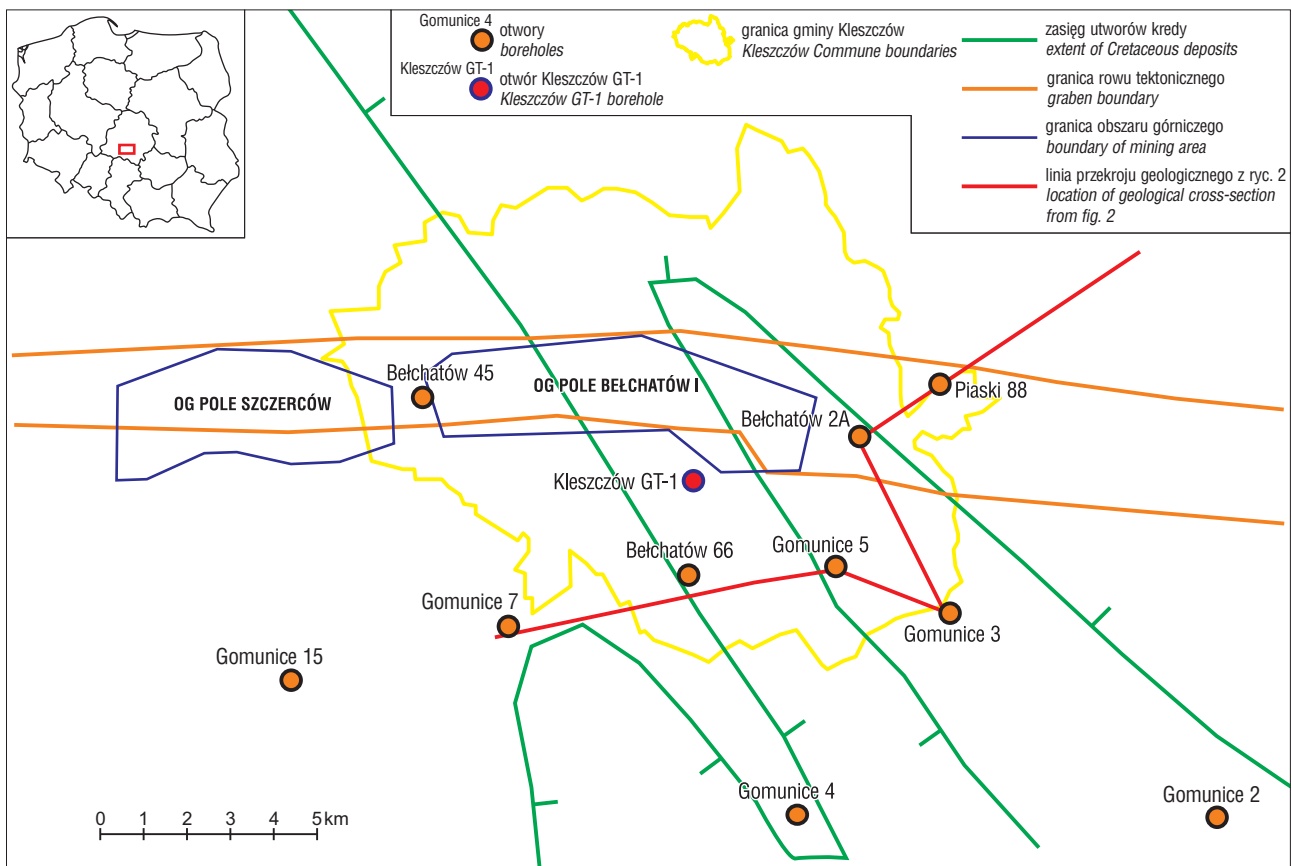 Gomunice 4
otwory
boreholes
Kleszczów GT-1
otwór Kleszczów GT-1
Kleszczów GT-1 borehole
granica gminy Kleszczów
Kleszczów Commune boundaries
zasięg utworów kredy
extent of Cretaceous deposits
granica rowu tektonicznego
graben boundary
granica obszaru górniczego
boundary of mining area
linia przekroju geologicznego z ryc. 2
location of geological cross-section
from fig. 2
Bełchatów 45
OG POLE BEŁCHATÓW I
OG POLE SZCZERCÓW
Piaski 88
Bełchatów 2A
Kleszczów GT-1
Bełchatów 66
Gomunice 5
Gomunice 7
Gomunice 3
Gomunice 15
Gomunice 4
Gomunice 2
0 1 2 3 4 5 km